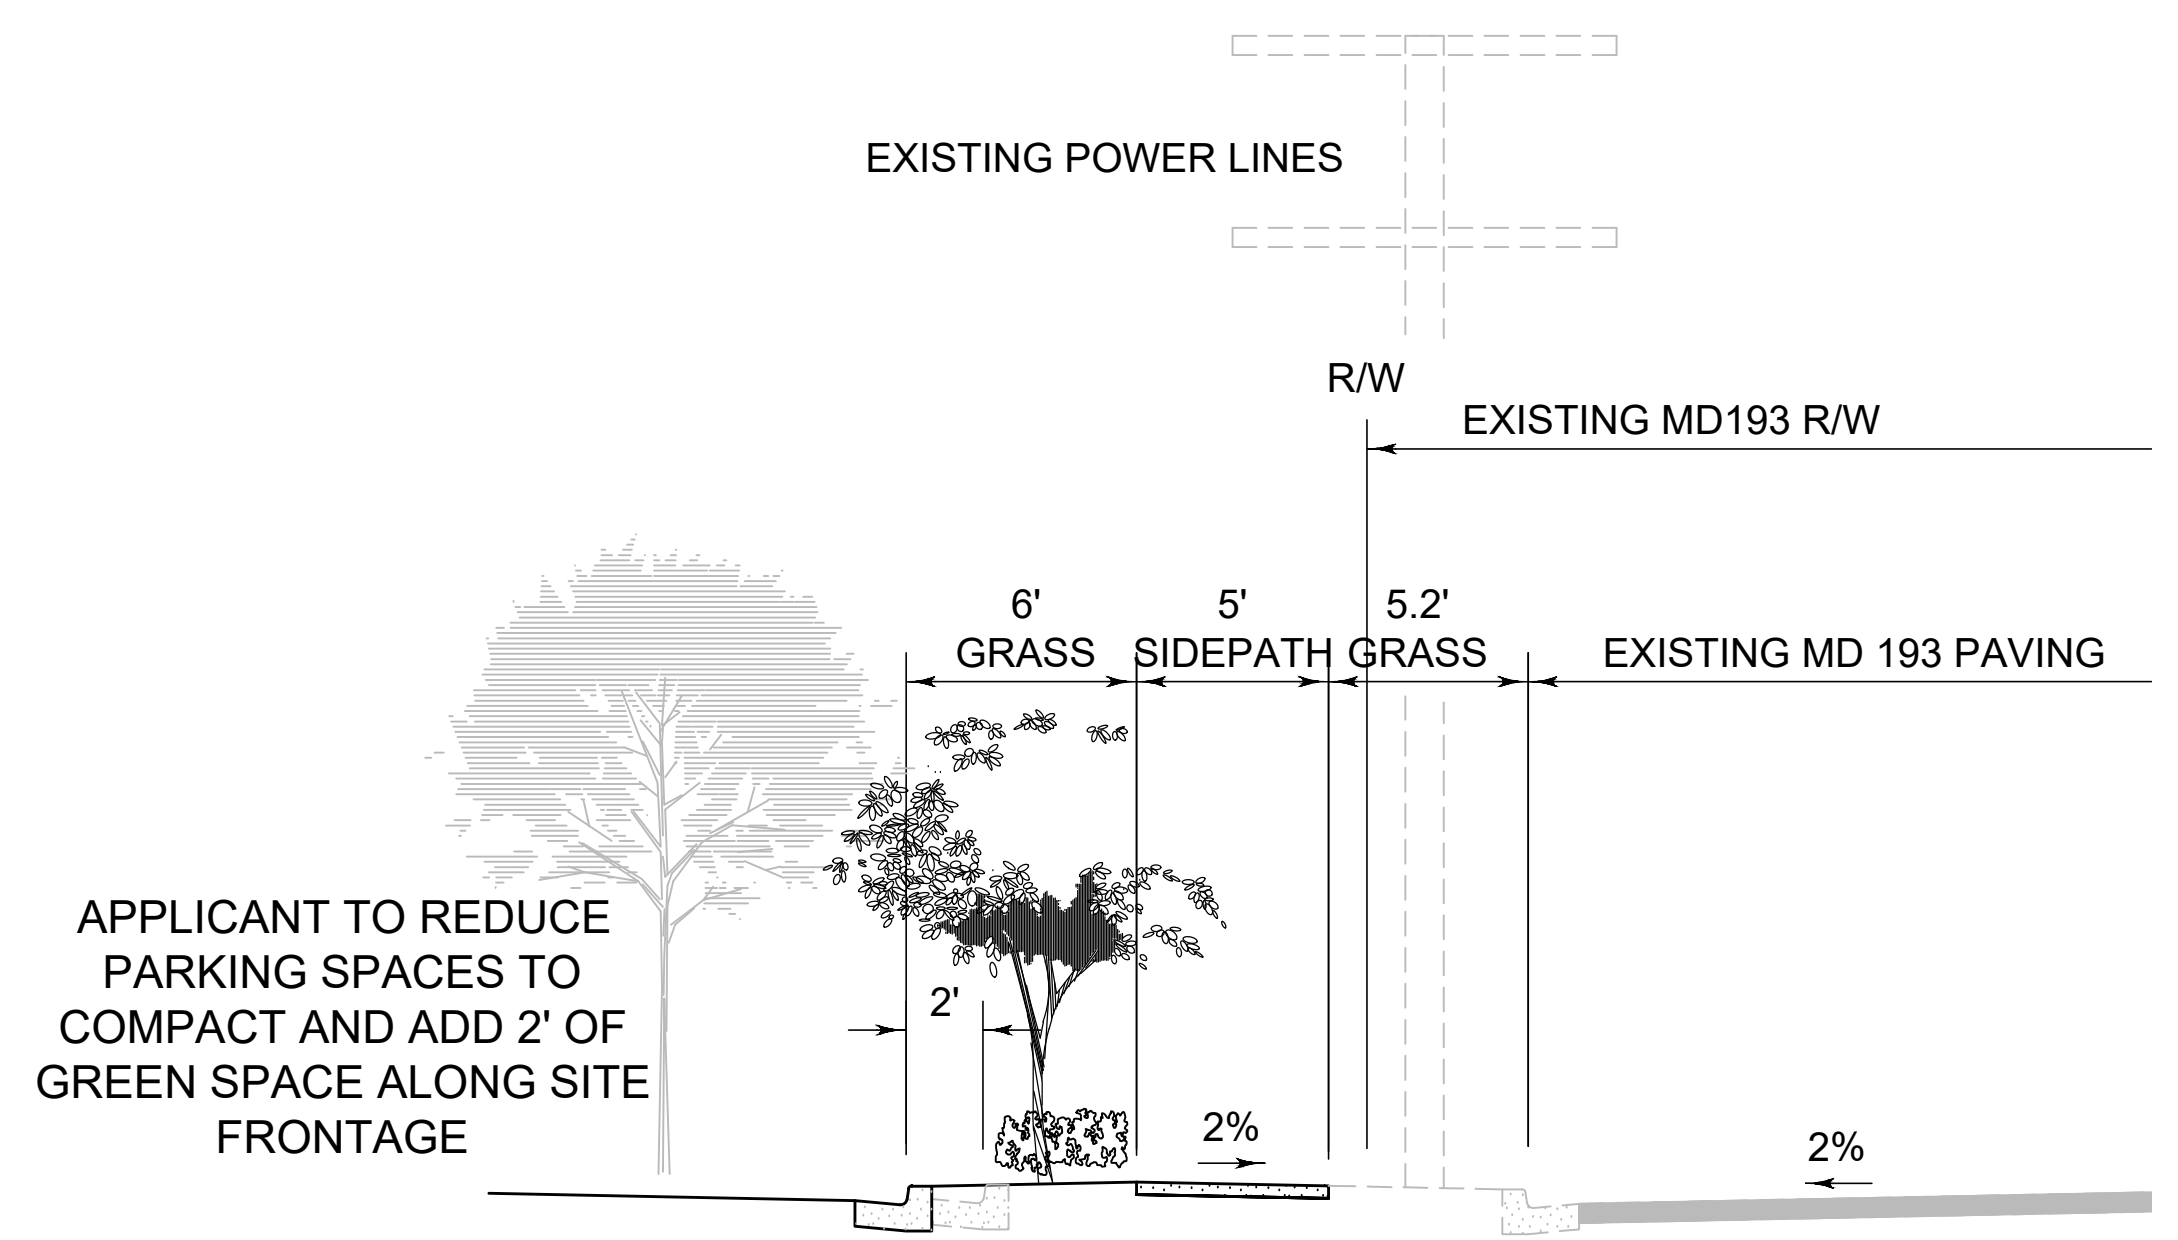 EXISTING POWER LINES
R/W
EXISTING MD193 R/W
6'
GRASS
5'
SIDEPATH
5.2'
GRASS
EXISTING MD 193 PAVING
2'
APPLICANT TO REDUCE
PARKING SPACES TO
COMPACT AND ADD 2' OF
GREEN SPACE ALONG SITE
FRONTAGE
2%
2%